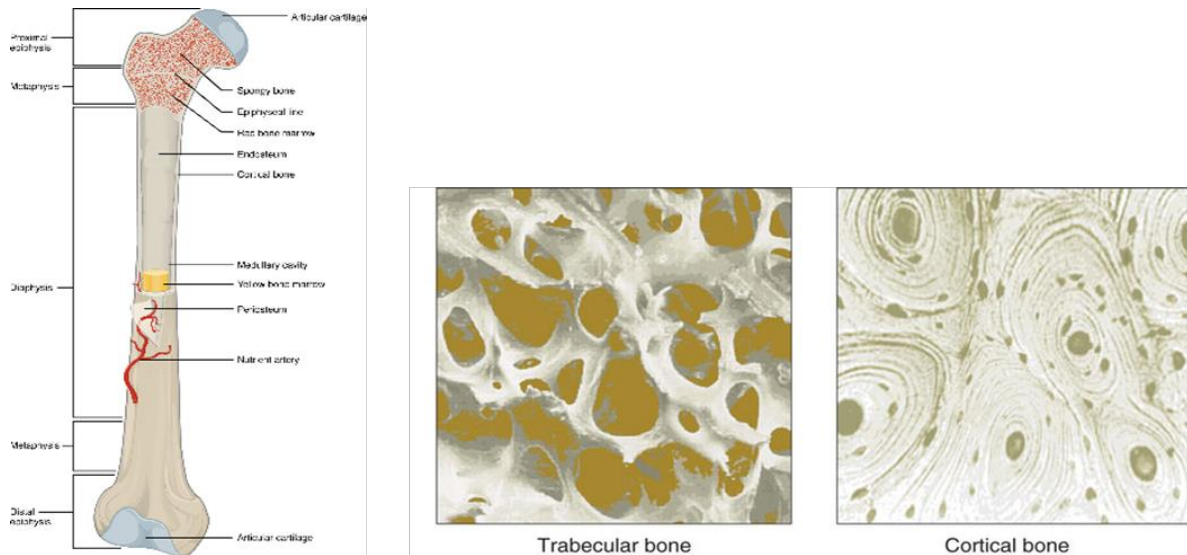 Articular cartilage
Proximal
epiphysis
Metaphysis
Spongy bone
Epiphyseal line
Red bone marrow
Endosteum
Cortical bone
Medullary cavity
Diaphysis
Yellow bone marrow
Periosteum
Nutrient artery
Metaphysis
Distal
epiphysis
Articular cartilage
Trabecular bone
Cortical bone